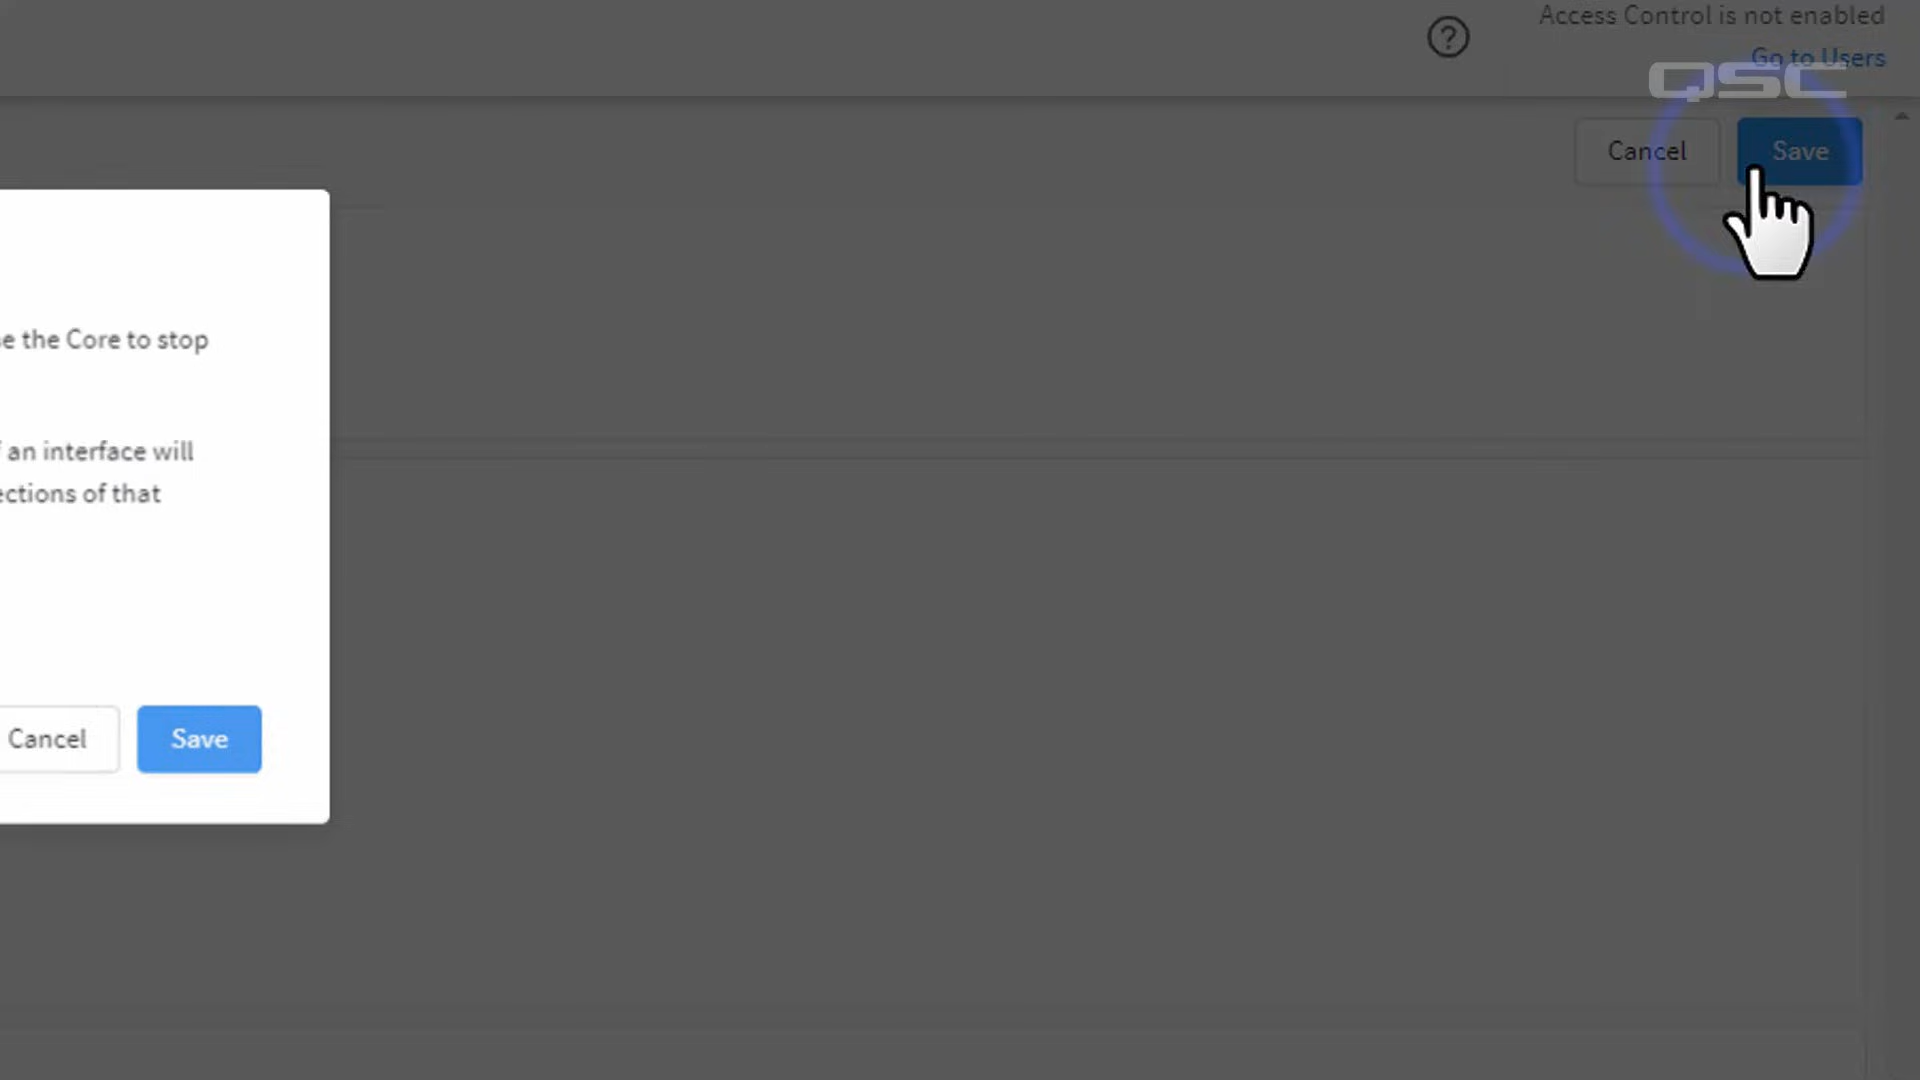 Access Control is not enabled
Go to Users
QSC
Cancel
Save
the Core to stop
an interface will
of that
Cancel
Save